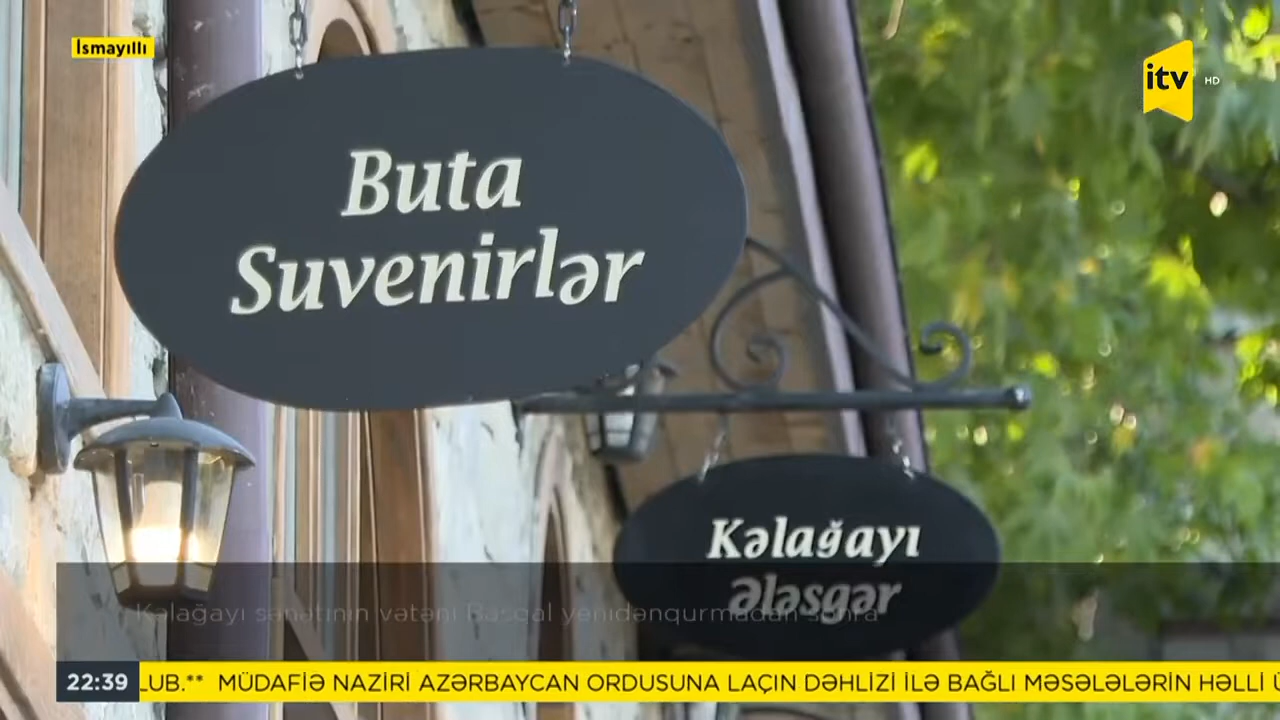 İsmayıllı
itv HD
Buta
Suvenirlər
Kəlağayı
Ələsgər
Kəlağayı sənətinin vətəni Basqal yenidənqurmadan sonra
22:39 LUB.** MÜDAFİƏ NAZİRİ AZƏRBAYCAN ORDUSUNA LAÇIN DƏHLİZİ İLƏ BAĞLI MƏSƏLƏLƏRİN HƏLLİ Ü